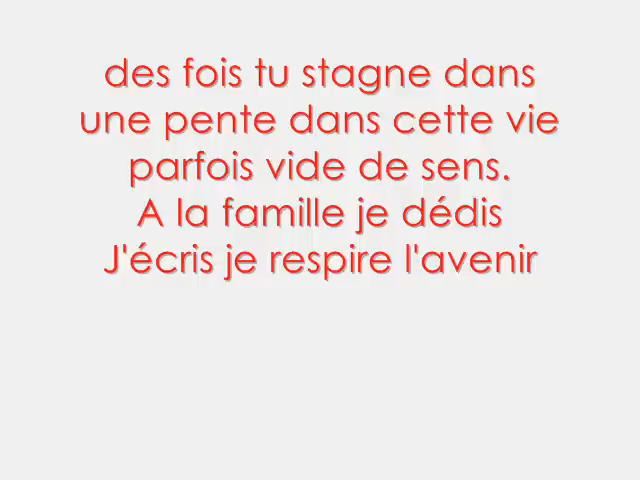 des fois tu stagne dans
une pente dans cette vie
parfois vide de sens.
A la famille je dédis
J'écris je respire l'avenir